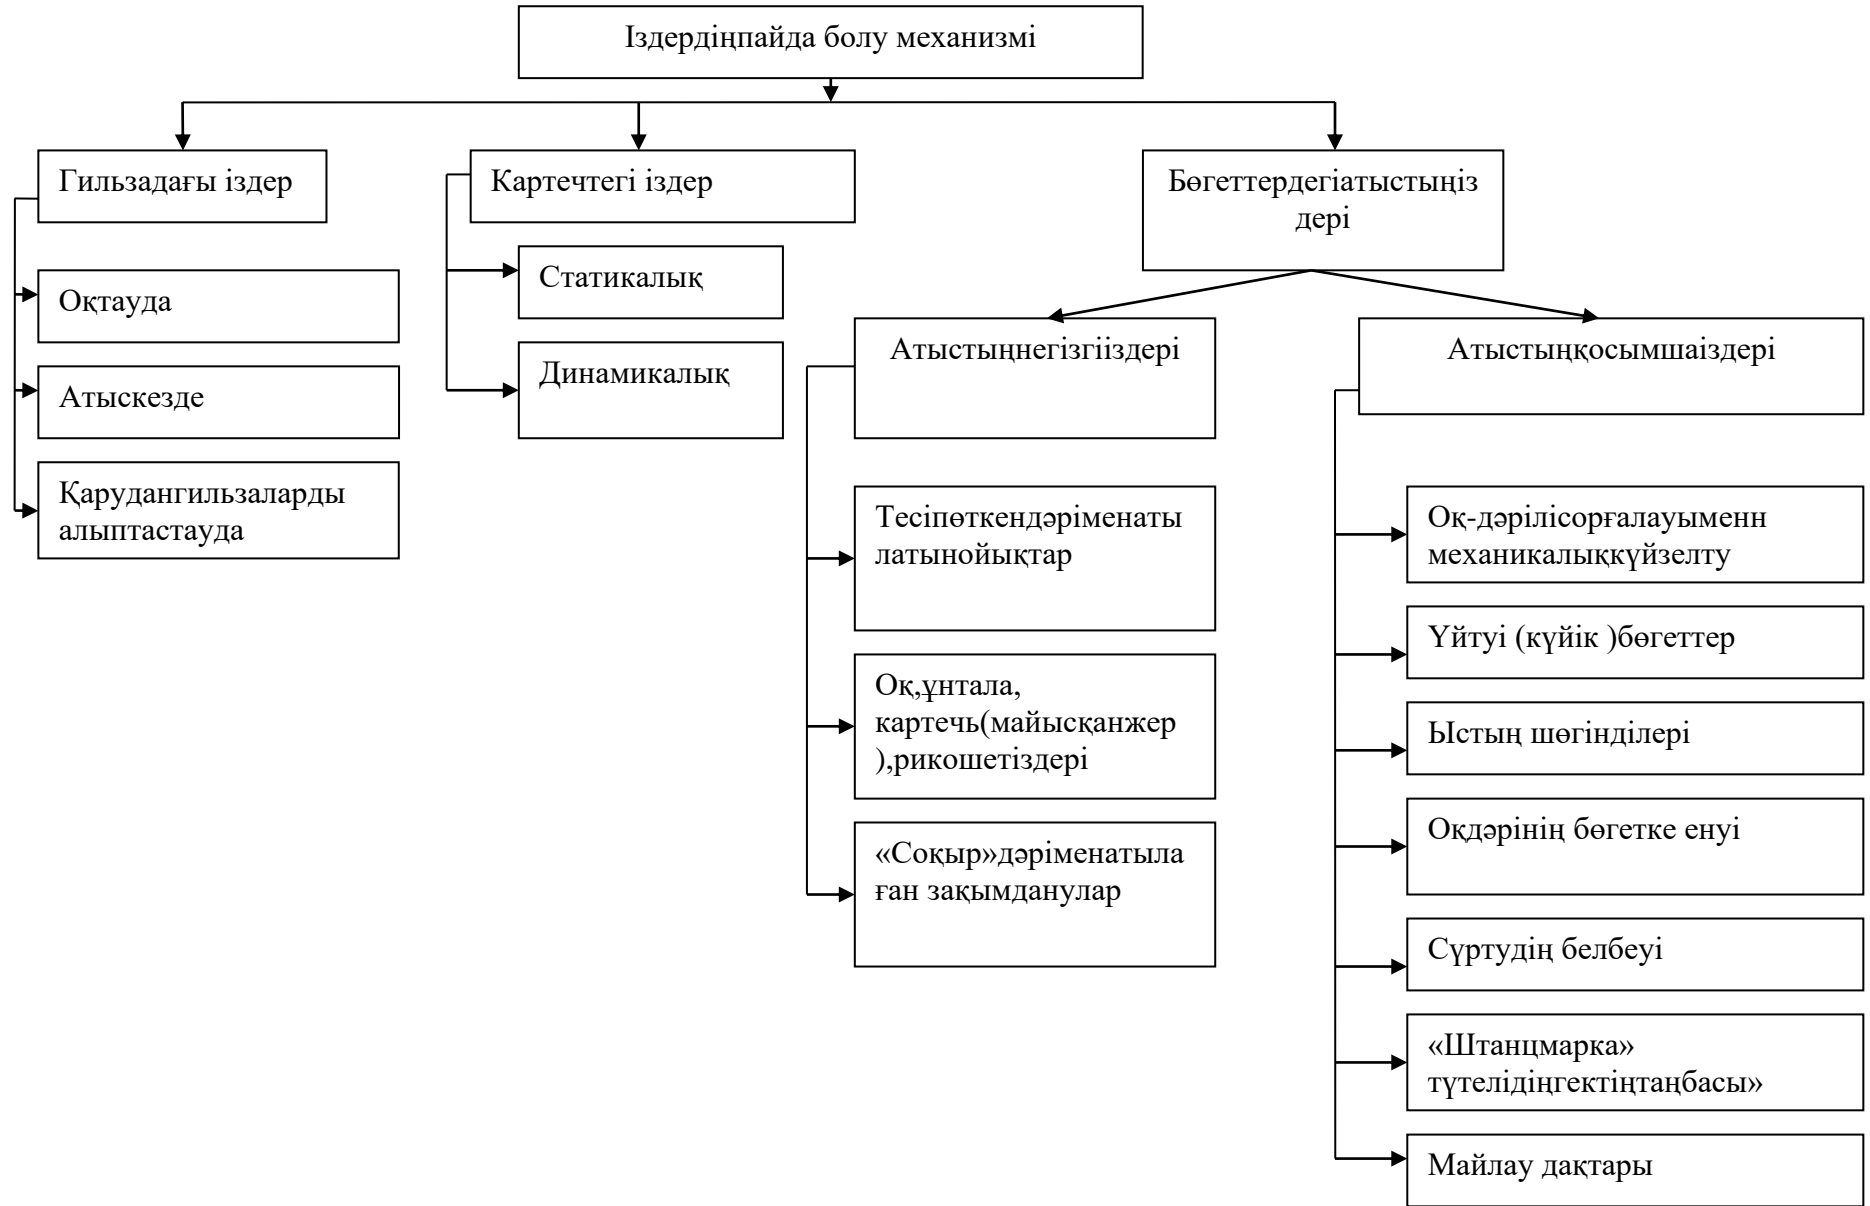 Іздердіңпайда болу механизмі
Гильзадағы іздер
Картечтегі іздер
Бөгеттердегіатыстыңіз
дері
Оқтауда
Атыскезде
Қарудангильзаларды
алыптастауда
Статикалық
Динамикалық
Атыстыңнегізгііздері
Атыстыңқосымшаіздері
Тесіпөткендәріменаты
латынойықтар
Оқ,ұнтала,
картечь(майысқанжер
),рикошетіздері
«Соқыр»дәріменатыла
ған зақымданулар
Оқ-дәрілісорғалауыменн
механикалыққүйзелту
Үйтуі (күйік )бөгеттер
Ыстың шөгінділері
Оқдәрінің бөгетке енуі
Сүртудің белбеуі
«Штанцмарка»
түтелідіңгектіңтаңбасы»
Майлау дақтары